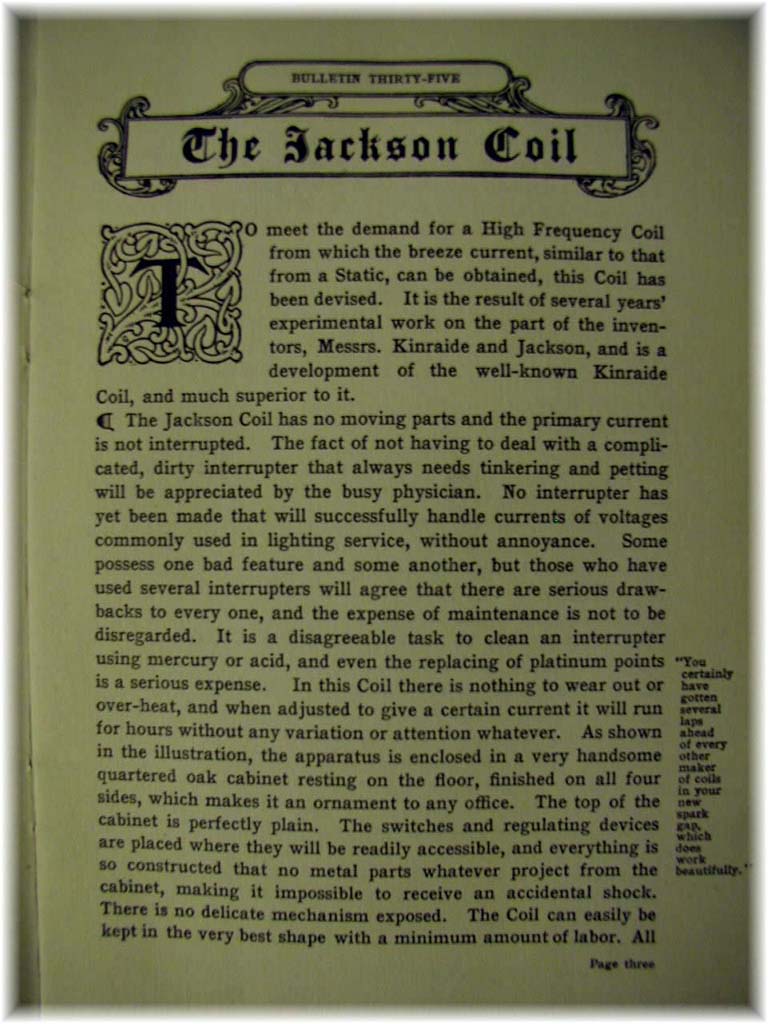 BULLETIN THIRTY-FIVE
The Jackson Coil
TO meet the demand for a High Frequency Coil
from which the breeze current, similar to that
from a Static, can be obtained, this Coil has
been devised. It is the result of several years'
experimental work on the part of the inven-
tors, Messrs. Kinraide and Jackson, and is a
development of the well-known Kinraide
Coil, and much superior to it.
¶ The Jackson Coil has no moving parts and the primary current
is not interrupted. The fact of not having to deal with a compli-
cated, dirty interrupter that always needs tinkering and petting
will be appreciated by the busy physician. No interrupter has
yet been made that will successfully handle currents of voltages
commonly used in lighting service, without annoyance. Some
possess one bad feature and some another, but those who have
used several interrupters will agree that there are serious draw-
backs to every one, and the expense of maintenance is not to be
disregarded. It is a disagreeable task to clean an interrupter
using mercury or acid, and even the replacing of platinum points
is a serious expense. In this Coil there is nothing to wear out or
over-heat, and when adjusted to give a certain current it will run
for hours without any variation or attention whatever. As shown
in the illustration, the apparatus is enclosed in a very handsome
quartered oak cabinet resting on the floor, finished on all four
sides, which makes it an ornament to any office. The top of the
cabinet is perfectly plain. The switches and regulating devices
are placed where they will be readily accessible, and everything is
so constructed that no metal parts whatever project from the
cabinet, making it impossible to receive an accidental shock.
There is no delicate mechanism exposed. The Coil can easily be
kept in the very best shape with a minimum amount of labor. All
"You
certainly
have
gotten
several
laps
ahead
of every
other
maker
of coils
in your
new
spark
gap,
which
does
work
beautifully."
Page three